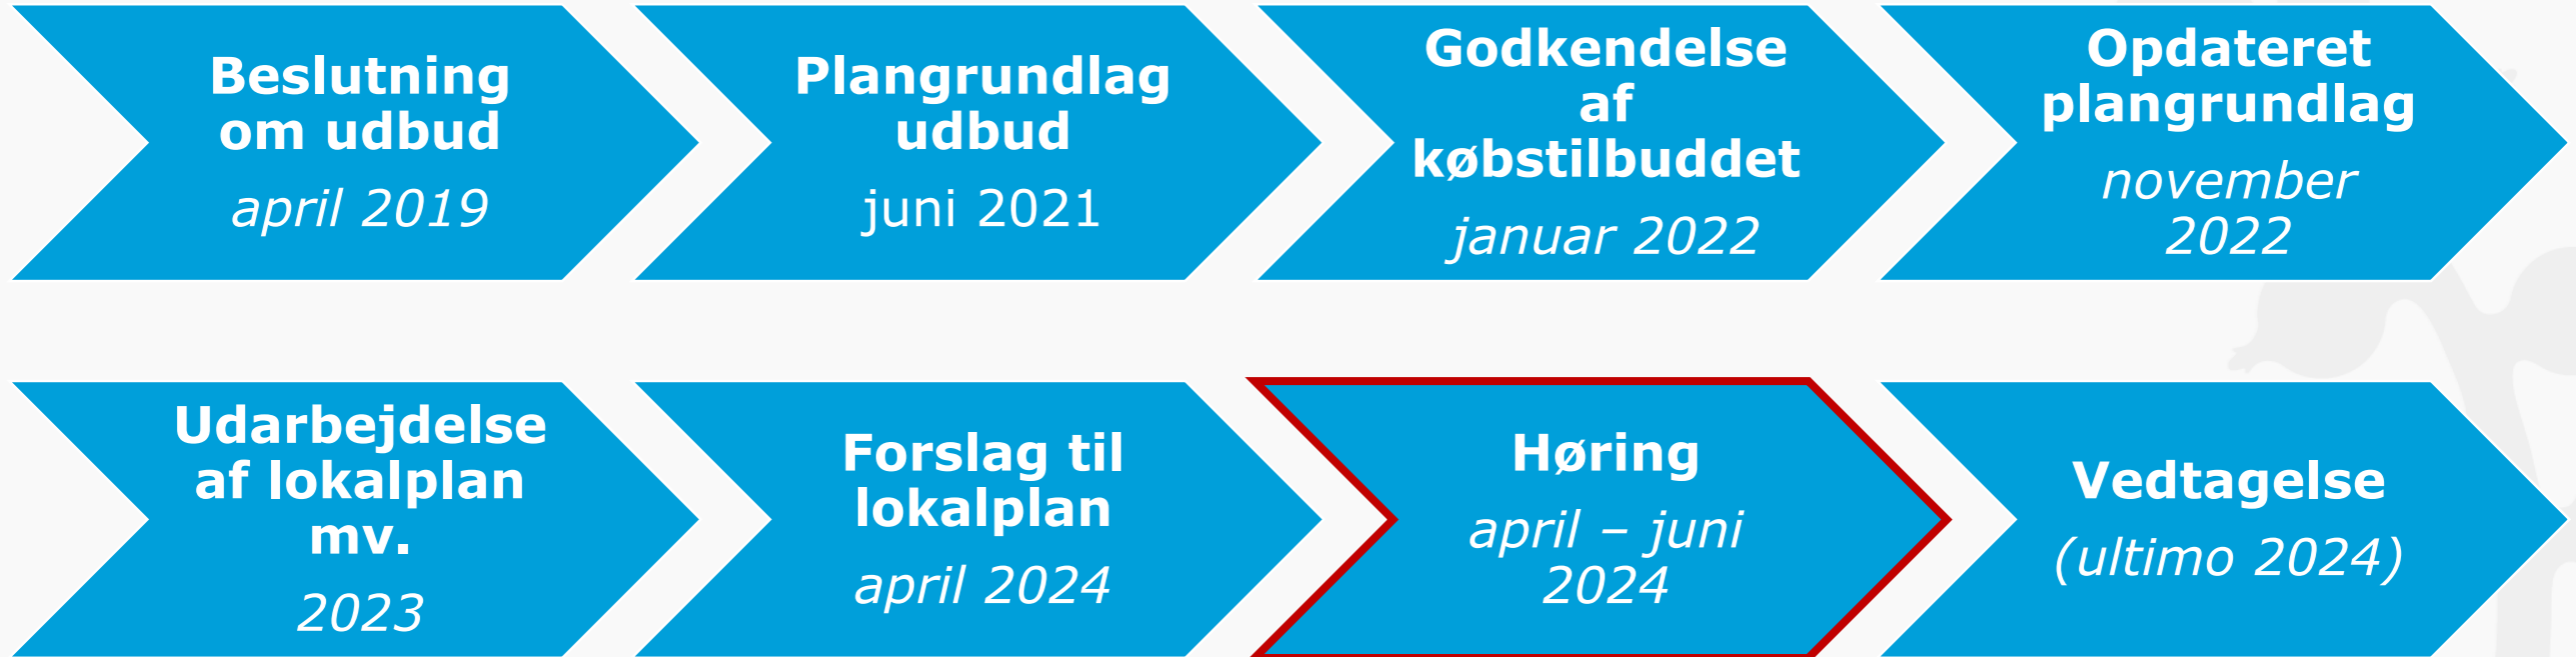 Beslutning
om udbud
april 2019
Plangrundlag
udbud
juni 2021
Godkendelse
af
købstilbuddet
januar 2022
Opdateret
plangrundlag
november
2022
Udarbejdelse
af lokalplan
mv.
2023
Forslag til
lokalplan
april 2024
Høring
april – juni
2024
Vedtagelse
(ultimo 2024)